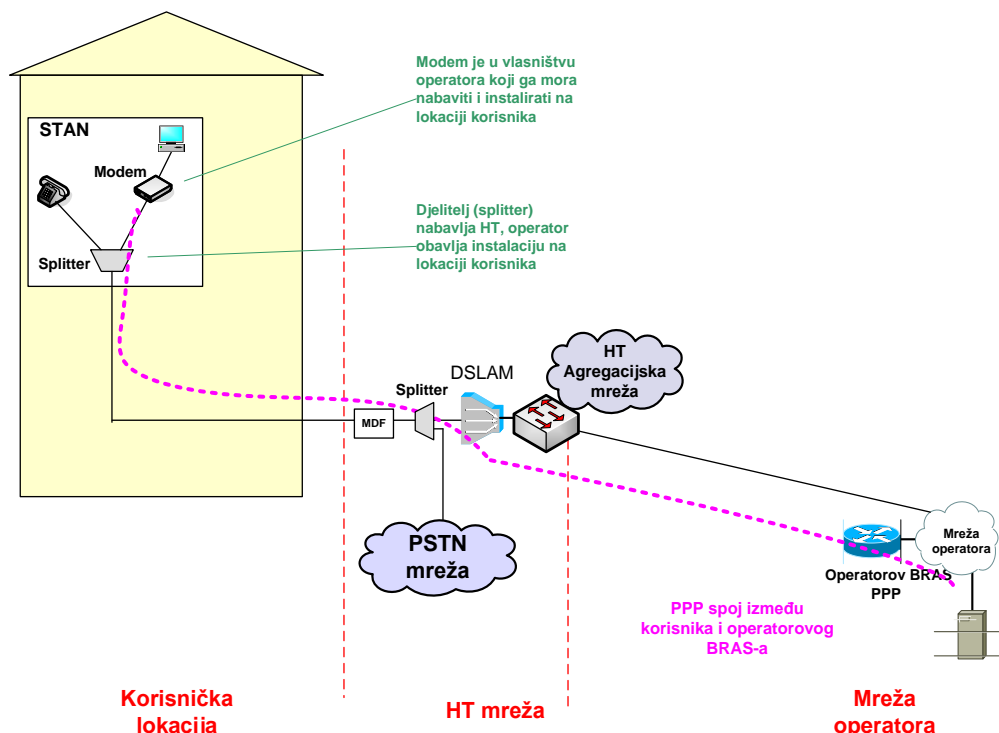 Modem je u vlasništvu
operatora koji ga mora
nabaviti i instalirati na
lokaciji korisnika
STAN
Modem
Djelitelj (splitter)
nabavlja HT, operator
obavlja instalaciju na
lokaciji korisnika
Splitter
HT
Agregacijska
mreža
DSLAM
Splitter
MDF
PSTN
mreža
Mreža
operatora
Operatorov BRAS
PPP
PPP spoj između
korisnika i operatorovog
BRAS-a
Korisnička
lokacija
HT mreža
Mreža
operatora